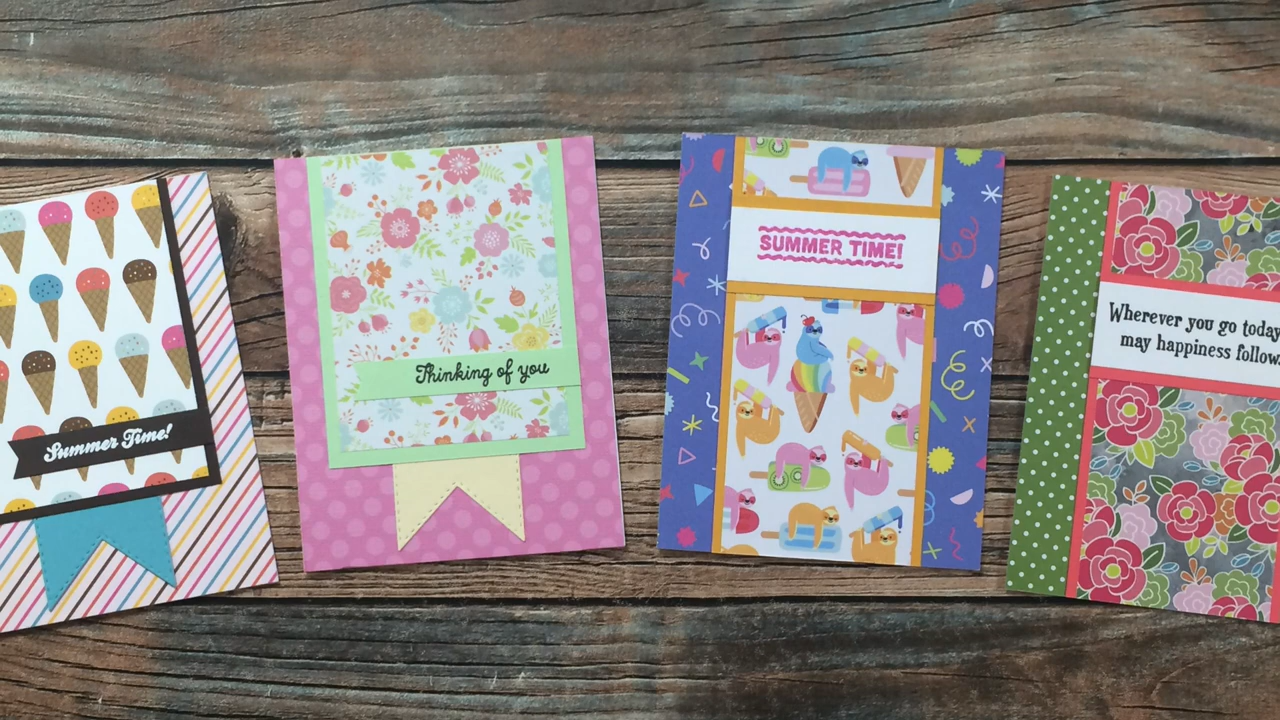 Summer Time!
Thinking of you
SUMMER TIME!
Wherever you go today
may happiness follow